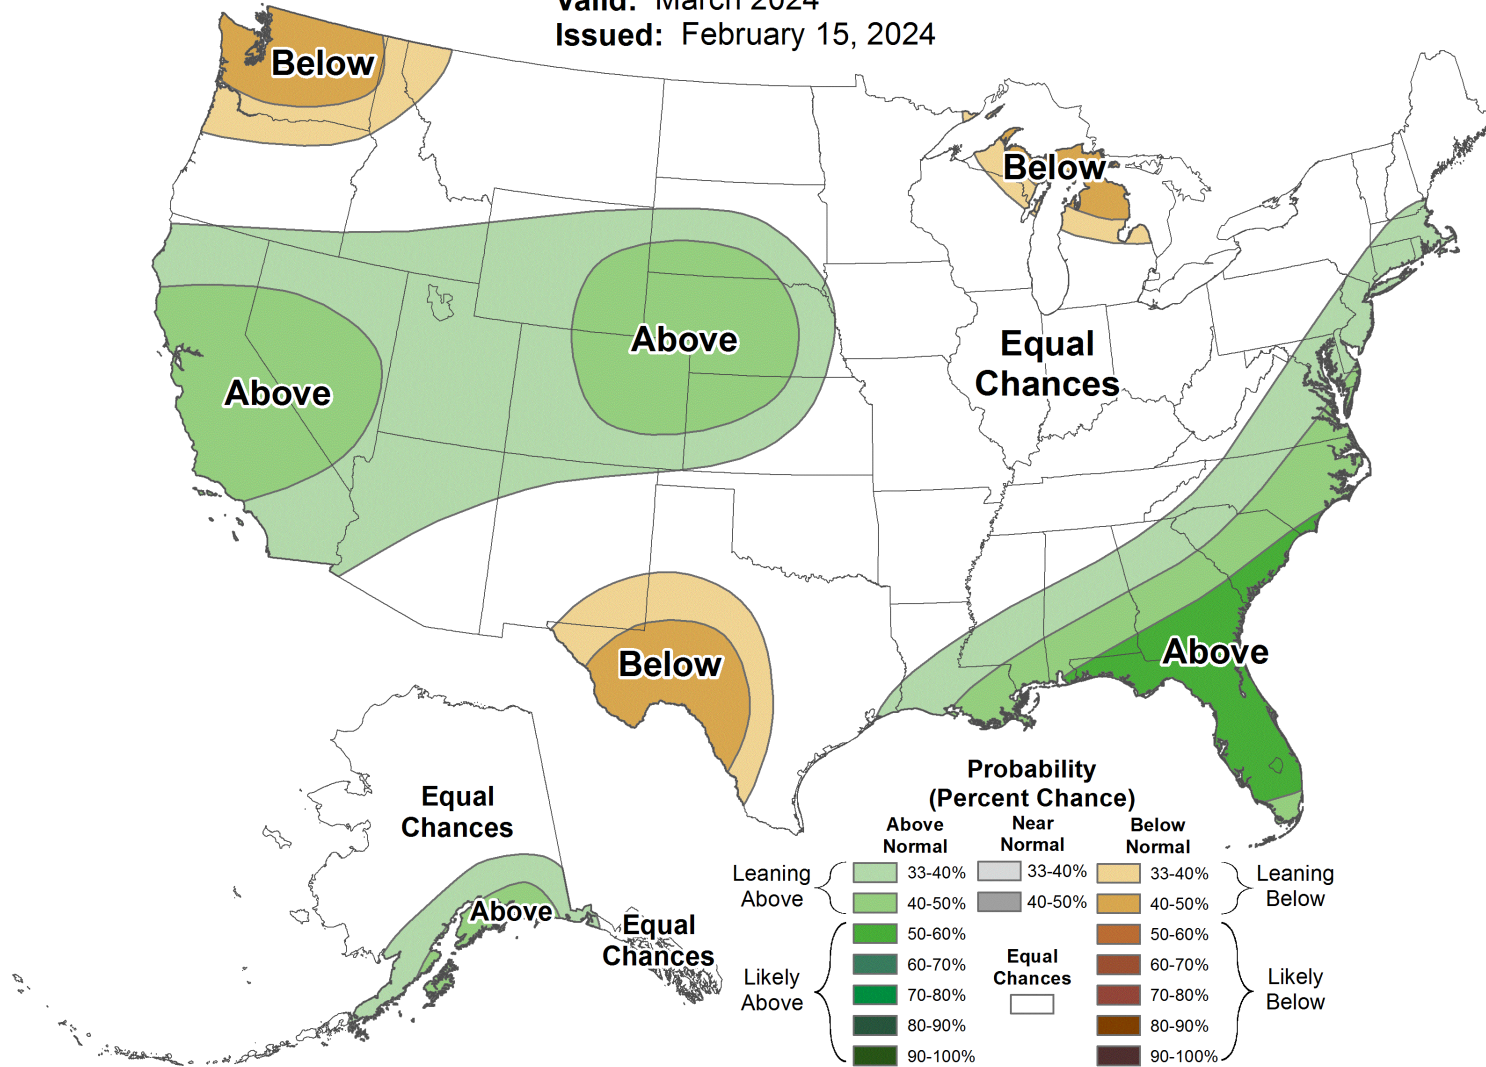 Valid: March 2024
Issued: February 15, 2024
Below
Below
Above
Above
Equal
Chances
Below
Above
Equal
Chances
Above
Equal
Chances
Probability
(Percent Chance)
Above
Normal
Near
Normal
Below
Normal
Leaning
Above
33-40%
33-40%
33-40%
Leaning
Below
40-50%
40-50%
40-50%
50-60%
50-60%
Likely
Above
60-70%
Equal
Chances
60-70%
Likely
Below
70-80%
70-80%
80-90%
80-90%
90-100%
90-100%